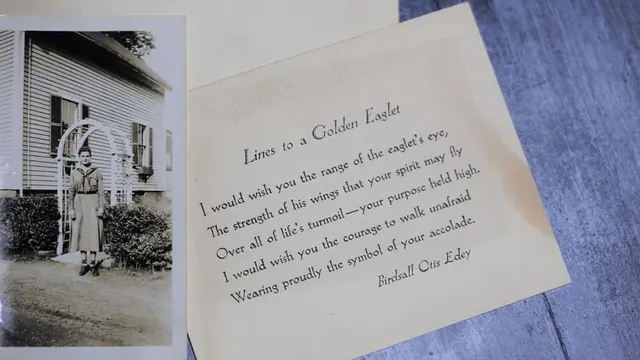 Lines to a Golden Eaglet
I would wish you the range of the eaglet's eye,
The strength of his wings that your spirit may fly
Over all of life's turmoil—your purpose held high.
I would wish you the courage to walk unafraid
Wearing proudly the symbol of your accolade.
Birdsall Otis Edey